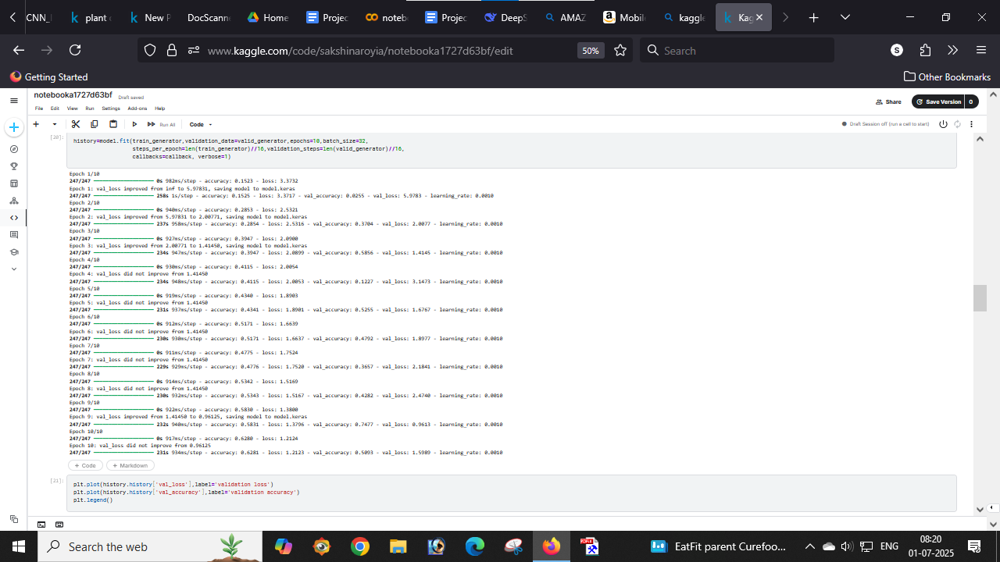 CNN_I
plant d
New P
DocScann
Home
Projec
noteb
Projec
DeepS
AMAZ
Mobil
kaggle
Kag
www.kaggle.com/code/sakshinaroyia/notebooka1727d63bf/edit
50%
Search
S
Getting Started
Other Bookmarks
notebooka1727d63bf Draft saved
File Edit View Run Settings Add-ons Help
Share
Save Version 0
Run All Code
Draft Session off (run a cell to start)
[20]:
history=model.fit(train_generator,validation_data=valid_generator,epochs=10,batch_size=32,
steps_per_epoch=len(train_generator)//16,validation_steps=len(valid_generator)//16,
callbacks=callback, verbose=1)
Epoch 1/10
247/247 0s 982ms/step - accuracy: 0.1523 - loss: 3.3732
Epoch 1: val_loss improved from inf to 5.97831, saving model to model.keras
247/247 258s 1s/step - accuracy: 0.1525 - loss: 3.3717 - val_accuracy: 0.0255 - val_loss: 5.9783 - learning_rate: 0.0010
Epoch 2/10
247/247 0s 940ms/step - accuracy: 0.2853 - loss: 2.5321
Epoch 2: val_loss improved from 5.97831 to 2.00771, saving model to model.keras
247/247 237s 958ms/step - accuracy: 0.2854 - loss: 2.5316 - val_accuracy: 0.3704 - val_loss: 2.0077 - learning_rate: 0.0010
Epoch 3/10
247/247 0s 927ms/step - accuracy: 0.3947 - loss: 2.0900
Epoch 3: val_loss improved from 2.00771 to 1.41450, saving model to model.keras
247/247 234s 947ms/step - accuracy: 0.3947 - loss: 2.0899 - val_accuracy: 0.5856 - val_loss: 1.4145 - learning_rate: 0.0010
Epoch 4/10
247/247 0s 930ms/step - accuracy: 0.4115 - loss: 2.0054
Epoch 4: val_loss did not improve from 1.41450
247/247 234s 948ms/step - accuracy: 0.4115 - loss: 2.0053 - val_accuracy: 0.1227 - val_loss: 3.1473 - learning_rate: 0.0010
Epoch 5/10
247/247 0s 919ms/step - accuracy: 0.4340 - loss: 1.8903
Epoch 5: val_loss did not improve from 1.41450
247/247 231s 937ms/step - accuracy: 0.4341 - loss: 1.8901 - val_accuracy: 0.5255 - val_loss: 1.6767 - learning_rate: 0.0010
Epoch 6/10
247/247 0s 912ms/step - accuracy: 0.5171 - loss: 1.6639
Epoch 6: val_loss did not improve from 1.41450
247/247 230s 930ms/step - accuracy: 0.5171 - loss: 1.6637 - val_accuracy: 0.4792 - val_loss: 1.8977 - learning_rate: 0.0010
Epoch 7/10
247/247 0s 911ms/step - accuracy: 0.4775 - loss: 1.7524
Epoch 7: val_loss did not improve from 1.41450
247/247 229s 929ms/step - accuracy: 0.4776 - loss: 1.7520 - val_accuracy: 0.3657 - val_loss: 2.1841 - learning_rate: 0.0010
Epoch 8/10
247/247 0s 914ms/step - accuracy: 0.5342 - loss: 1.5169
Epoch 8: val_loss did not improve from 1.41450
247/247 230s 932ms/step - accuracy: 0.5343 - loss: 1.5167 - val_accuracy: 0.4282 - val_loss: 2.4740 - learning_rate: 0.0010
Epoch 9/10
247/247 0s 922ms/step - accuracy: 0.5830 - loss: 1.3800
Epoch 9: val_loss improved from 1.41450 to 0.96125, saving model to model.keras
247/247 232s 940ms/step - accuracy: 0.5831 - loss: 1.3796 - val_accuracy: 0.7477 - val_loss: 0.9613 - learning_rate: 0.0010
Epoch 10/10
247/247 0s 917ms/step - accuracy: 0.6280 - loss: 1.2124
Epoch 10: val_loss did not improve from 0.96125
247/247 231s 934ms/step - accuracy: 0.6281 - loss: 1.2123 - val_accuracy: 0.5093 - val_loss: 1.5989 - learning_rate: 0.0010
+ Code + Markdown
[21]:
plt.plot(history.history['val_loss'],label='validation loss')
plt.plot(history.history['val_accuracy'],label='validation accuracy')
plt.legend()
Search the web
EatFit parent Curefoo...
ENG
01-07-2025